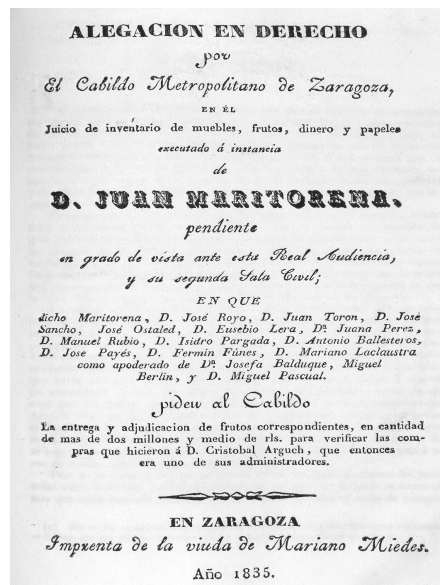 ALEGACION EN DERECHO
por
El Cabildo Metropolitano de Zaragoza,
EN ÉL
Juicio de inventario de muebles, frutos, dinero y papeles
executado á instancia
de
D. JUAN MARITORENA.
pendiente
en grado de vista ante esta Real Audiencia,
y su segunda Sala Civil;
EN QUE
dicho Maritorena, D. José Royo, D. Juan Toron, D. José
Sancho, José Ostaled, D. Eusebio Lera, Dª. Juana Perez,
D. Manuel Rubio, D. Isidro Pargada, D. Antonio Ballesteros,
D. Jose Payés, D. Fermin Fúnes, D. Mariano Laclaustra
como apoderado de Dª. Josefa Balduque, Miguel
Berlin, y D. Miguel Pascual.
piden al Cabildo
La entrega y adjudicacion de frutos correspondientes, en cantidad
de mas de dos millones y medio de rls. para verificar las com-
pras que hicieron á D. Cristobal Arguch, que entonces
era uno de sus administradores.
EN ZARAGOZA
Imprenta de la viuda de Mariano Miedes.
Año 1835.